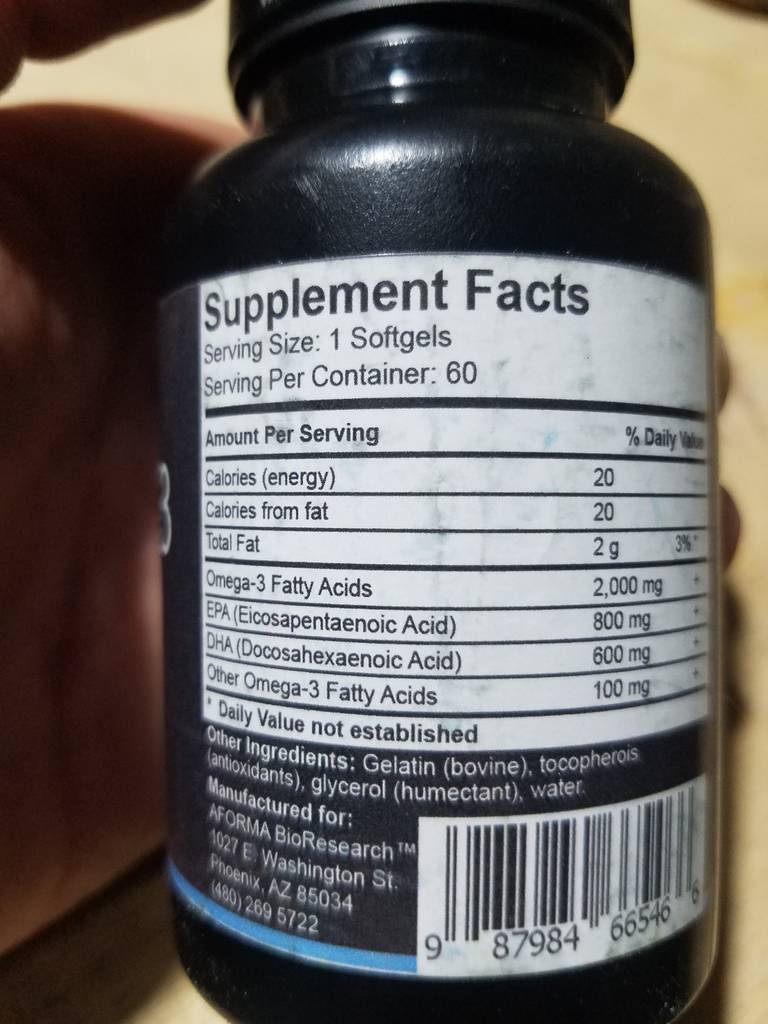 Supplement Facts
Serving Size: 1 Softgels
Serving Per Container: 60
Amount Per Serving % Daily Value
Calories (energy) 20
Calories from fat 20
Total Fat 2 g 3% *
Omega-3 Fatty Acids 2,000 mg +
EPA (Eicosapentaenoic Acid) 800 mg +
DHA (Docosahexaenoic Acid) 600 mg +
Other Omega-3 Fatty Acids 100 mg +
* Daily Value not established
Other Ingredients: Gelatin (bovine), tocopherois
(antioxidants), glycerol (humectant), water.
Manufactured for:
AFORMA BioResearch™
1027 E. Washington St.
Phoenix, AZ 85034
(480) 269 5722
9 87984 66546 6
3